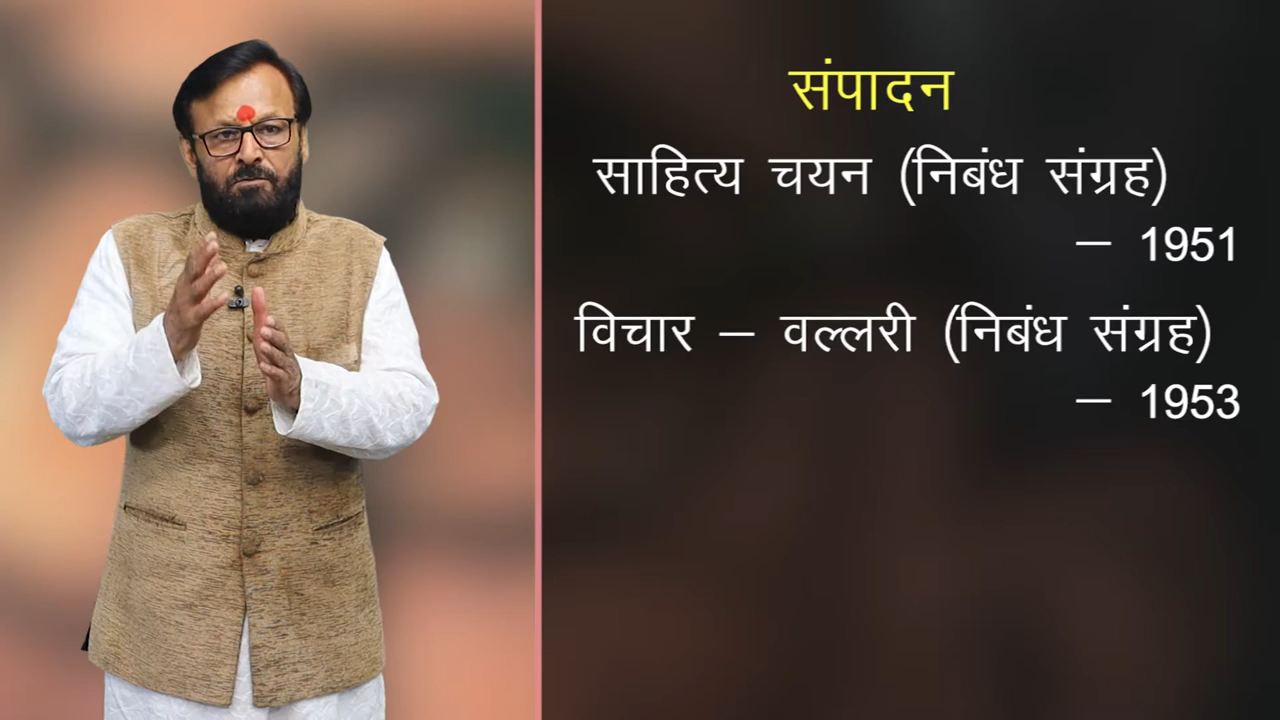 संपादन
साहित्य चयन (निबंध संग्रह)
– 1951
विचार – वल्लरी (निबंध संग्रह)
– 1953